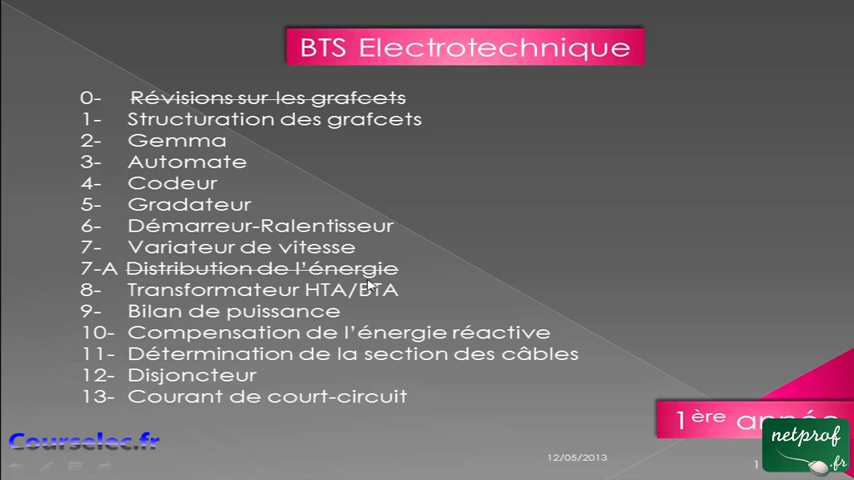 BTS Electrotechnique
0- Révisions sur les grafcets
1- Structuration des grafcets
2- Gemma
3- Automate
4- Codeur
5- Gradateur
6- Démarreur-Ralentisseur
7- Variateur de vitesse
7-A Distribution de l'énergie
8- Transformateur HTA/BTA
9- Bilan de puissance
10- Compensation de l'énergie réactive
11- Détermination de la section des câbles
12- Disjoncteur
13- Courant de court-circuit
1ère année
Courselec.fr
12/05/2013
1
netprof
.fr